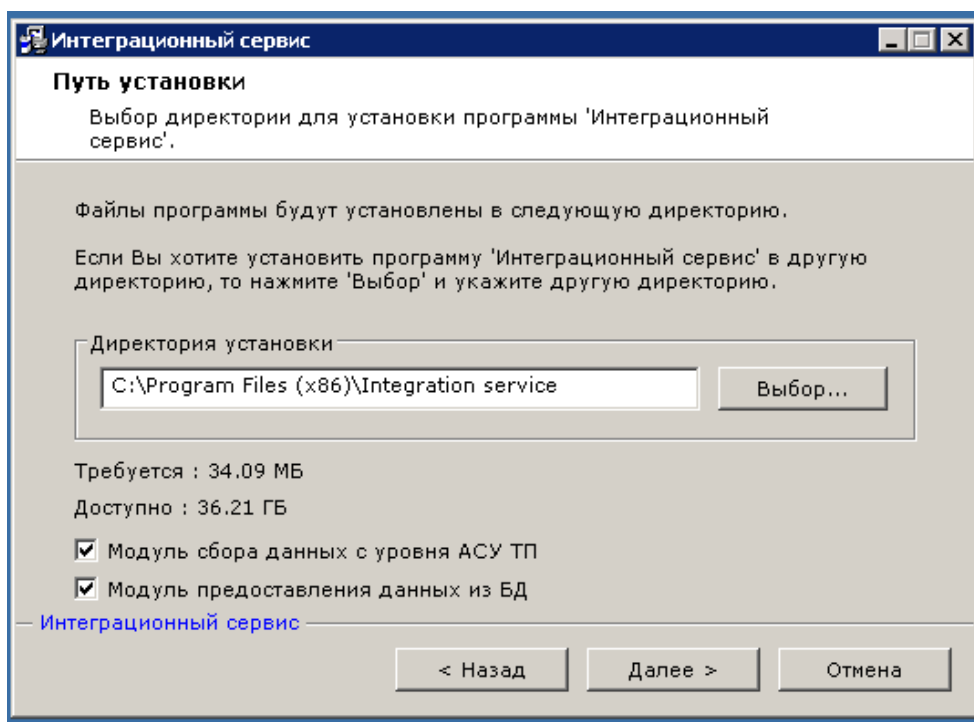 Интеграционный сервис
Путь установки
Выбор директории для установки программы 'Интеграционный
сервис'.
Файлы программы будут установлены в следующую директорию.
Если Вы хотите установить программу 'Интеграционный сервис' в другую
директорию, то нажмите 'Выбор' и укажите другую директорию.
Директория установки
C:\Program Files (x86)\Integration service
Выбор...
Требуется : 34.09 МБ
Доступно : 36.21 ГБ
Модуль сбора данных с уровня АСУ ТП
Модуль предоставления данных из БД
Интеграционный сервис
< Назад
Далее >
Отмена